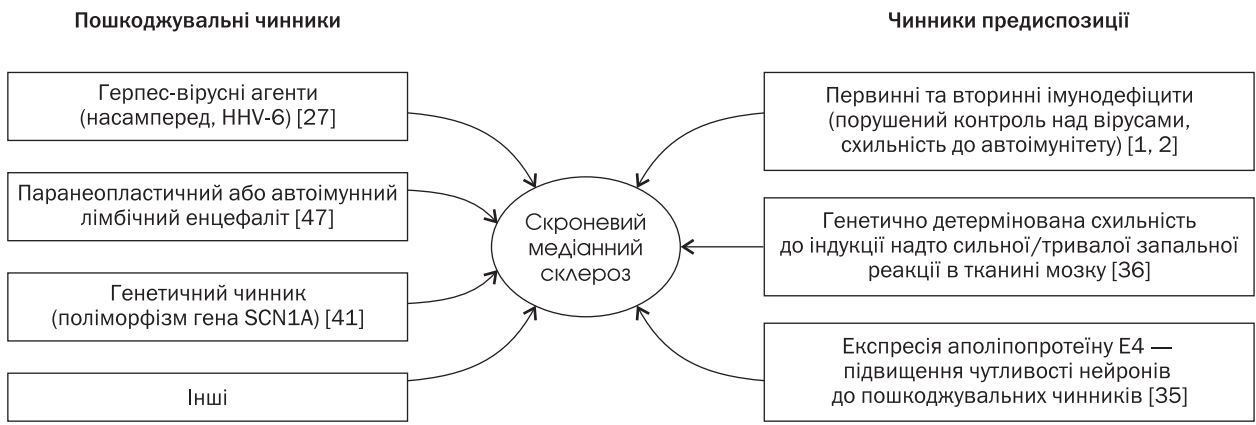 Пошкоджувальні чинники
Герпес-вірусні агенти
(насамперед, HHV-6) [27]
Паранеопластичний або автоімунний
лімбічний енцефаліт [47]
Генетичний чинник
(поліморфізм гена SCN1A) [41]
Інші
Скроневий
медіанний
склероз
Чинники предиспозиції
Первинні та вторинні імунодефіцити
(порушений контроль над вірусами,
схильність до автоімунітету) [1, 2]
Генетично детермінована схильність
до індукції надто сильної/тривалої запальної
реакції в тканині мозку [36]
Експресія аполіпопротеїну E4 —
підвищення чутливості нейронів
до пошкоджувальних чинників [35]